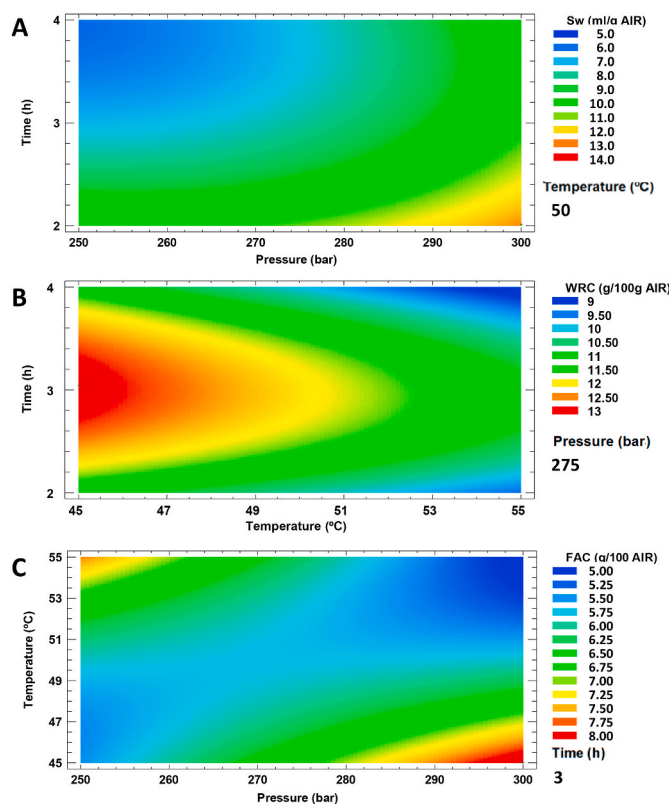 A
4
3
2
Time (h)
250 260 270 280 290 300
Pressure (bar)
Sw (ml/g AIR)
5.0
6.0
7.0
8.0
9.0
10.0
11.0
12.0
13.0
14.0
Temperature (ºC)
50
B
4
3
2
Time (h)
45 47 49 51 53 55
Temperature (ºC)
WRC (g/100g AIR)
9
9.50
10
10.50
11
11.50
12
12.50
13
Pressure (bar)
275
C
55
53
51
49
47
45
Temperature (ºC)
250 260 270 280 290 300
Pressure (bar)
FAC (g/100 AIR)
5.00
5.25
5.50
5.75
6.00
6.25
6.50
6.75
7.00
7.25
7.50
7.75
8.00
Time (h)
3